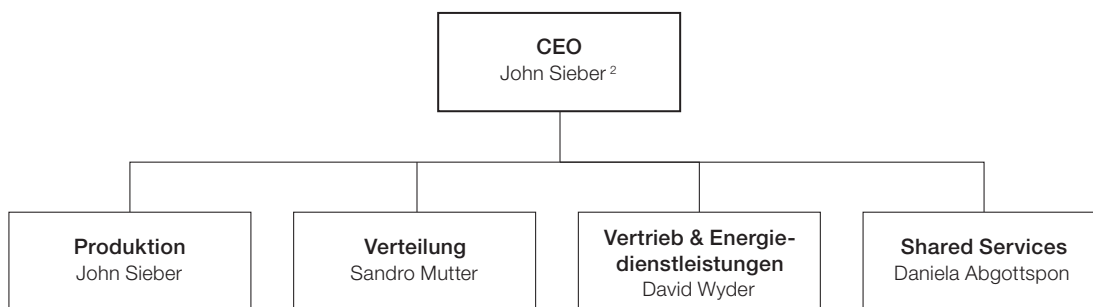 CEO
John Sieber ²
Produktion
John Sieber
Verteilung
Sandro Mutter
Vertrieb & Energie-
dienstleistungen
David Wyder
Shared Services
Daniela Abgottspon